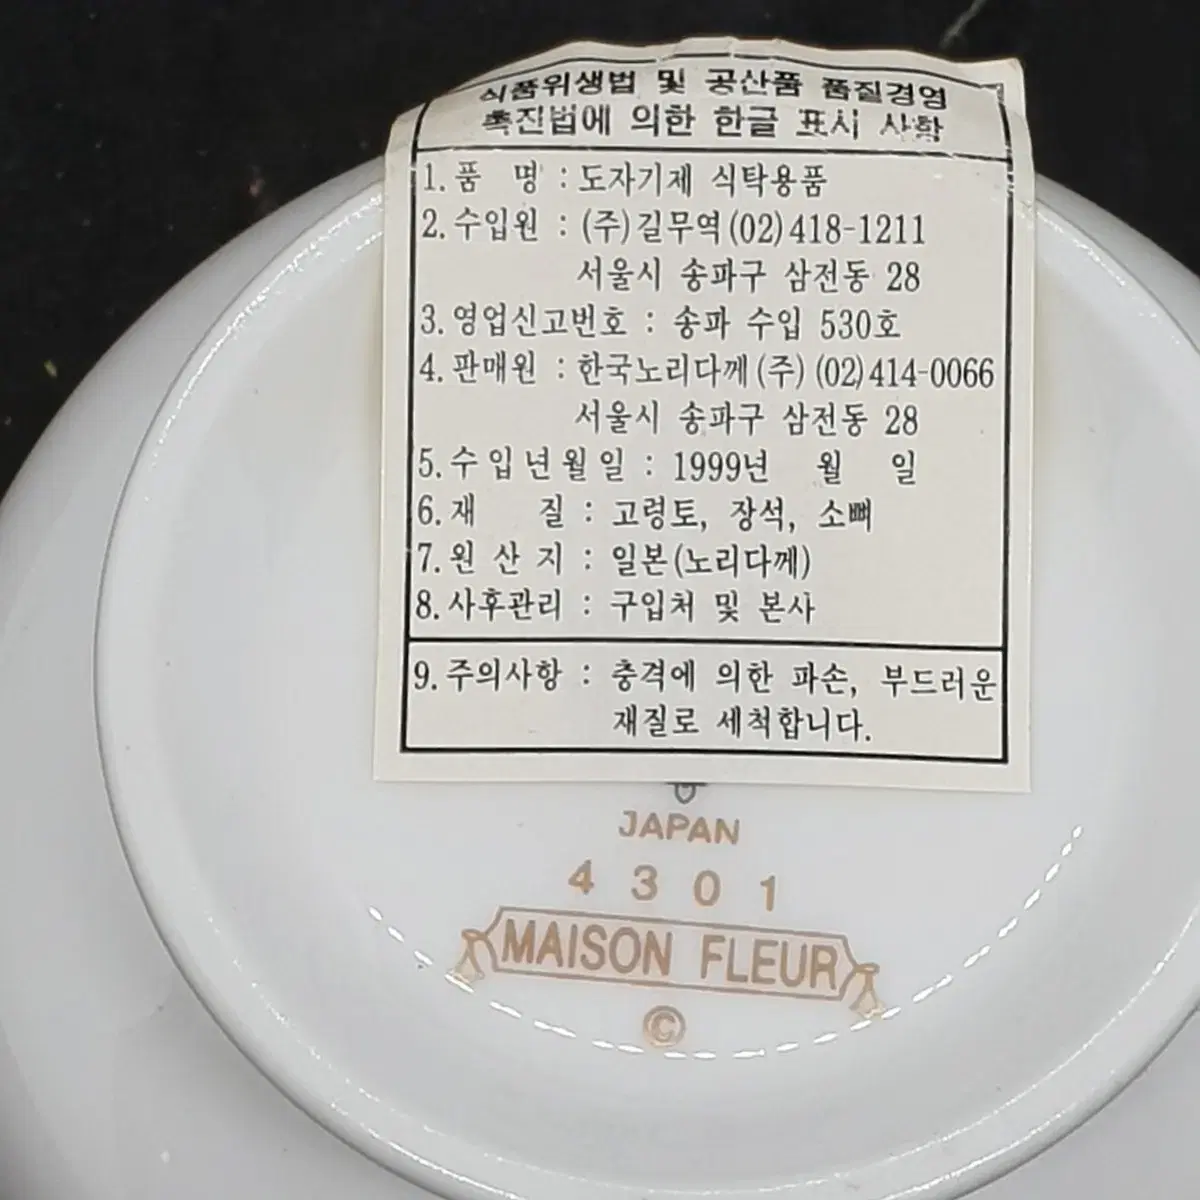 식품위생법 및 공산품 품질경영
촉진법에 의한 한글 표시 사항
1. 품 명 : 도자기제 식탁용품
2. 수입원 : (주)길무역(02)418-1211
서울시 송파구 삼전동 28
3. 영업신고번호 : 송파 수입 530호
4. 판매원 : 한국노리다께(주)(02)414-0066
서울시 송파구 삼전동 28
5. 수입년월일 : 1999년 월 일
6. 재 질 : 고령토, 장석, 소뼈
7. 원 산 지 : 일본(노리다께)
8. 사후관리 : 구입처 및 본사
9. 주의사항 : 충격에 의한 파손, 부드러운
재질로 세척합니다.
JAPAN
4301
MAISON FLEUR
©